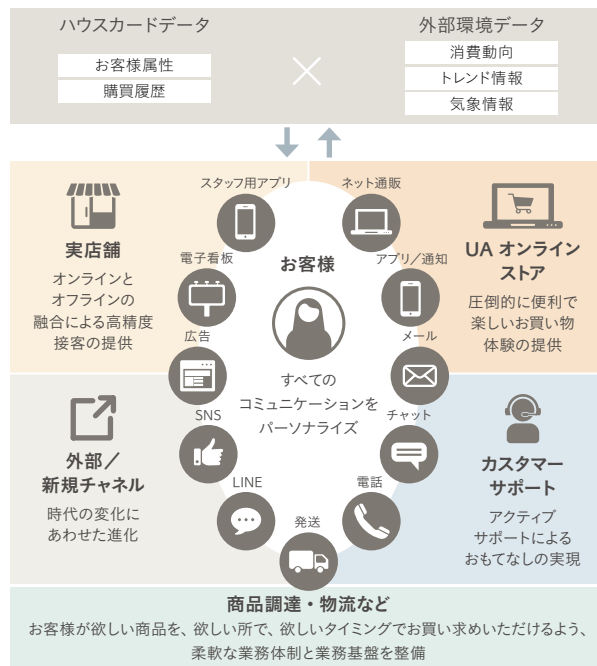 ハウスカードデータ
お客様属性
購買履歴
外部環境データ
消費動向
トレンド情報
気象情報
実店舗
オンラインと
オフラインの
融合による高精度
接客の提供
スタッフ用アプリ
電子看板
広告
SNS
LINE
発送
お客様
すべての
コミュニケーションを
パーソナライズ
ネット通販
アプリ／通知
メール
チャット
電話
UA オンライン
ストア
圧倒的に便利で
楽しいお買い物
体験の提供
外部／
新規チャネル
時代の変化に
あわせた進化
カスタマー
サポート
アクティブ
サポートによる
おもてなしの実現
商品調達・物流など
お客様が欲しい商品を、欲しい所で、欲しいタイミングでお買い求めいただけるよう、
柔軟な業務体制と業務基盤を整備